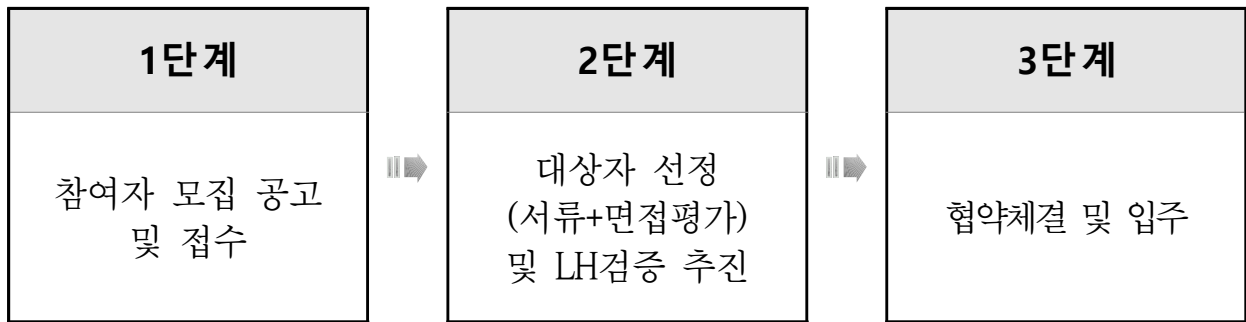 1단계
참여자 모집 공고
및 접수
2단계
대상자 선정
(서류+면접평가)
및 LH검증 추진
3단계
협약체결 및 입주